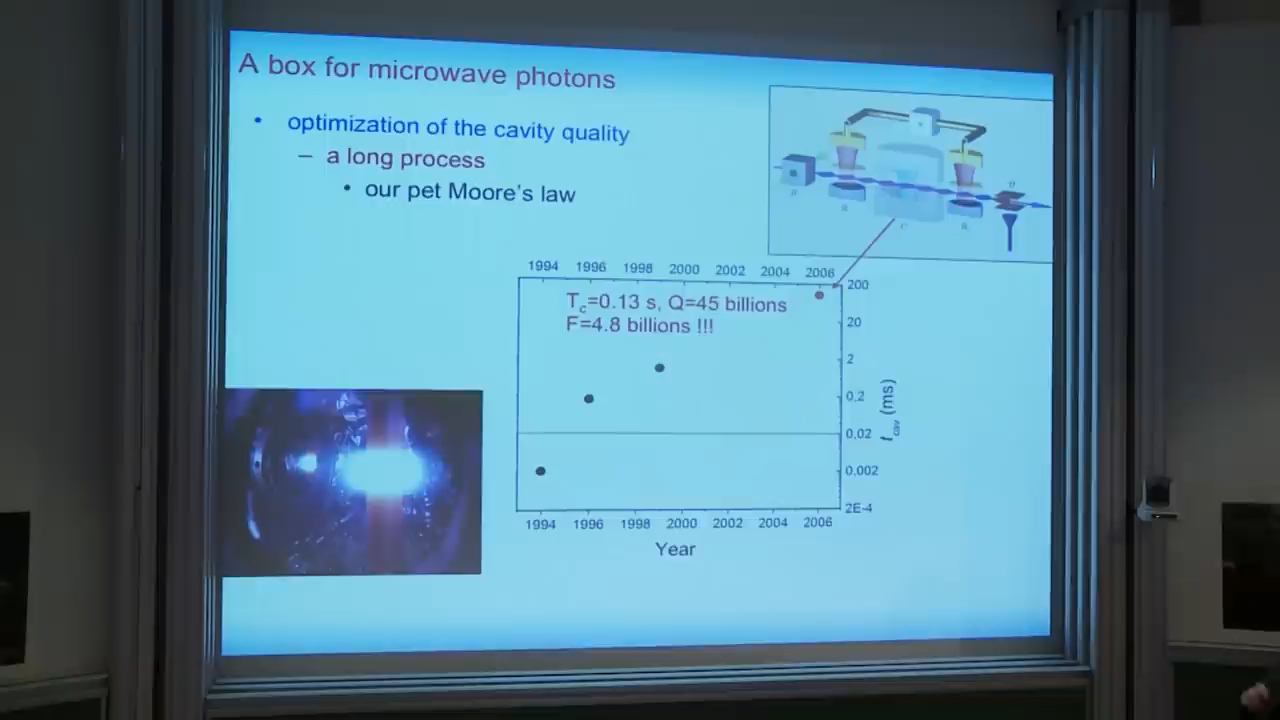 A box for microwave photons
• optimization of the cavity quality
– a long process
• our pet Moore's law
1994 1996 1998 2000 2002 2004 2006
T_c=0.13 s, Q=45 billions
F=4.8 billions !!!
200
20
2
0,2
0,02
0,002
2E-4
t_cav (ms)
1994 1996 1998 2000 2002 2004 2006
Year